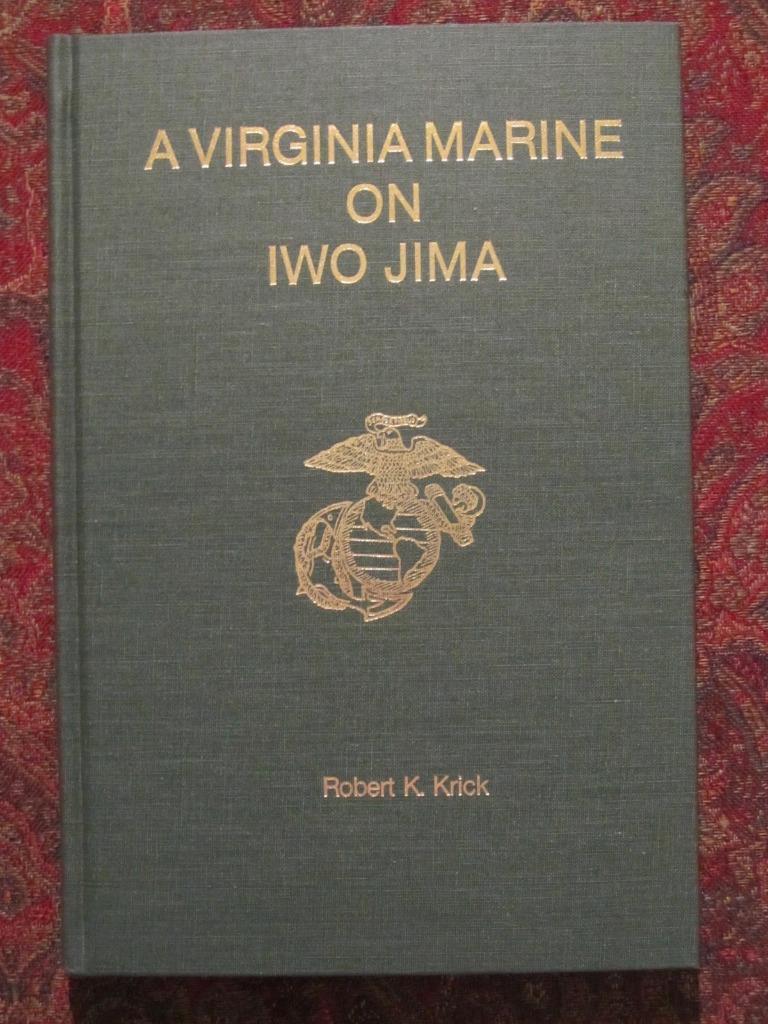 A VIRGINIA MARINE
ON
IWO JIMA
Robert K. Krick